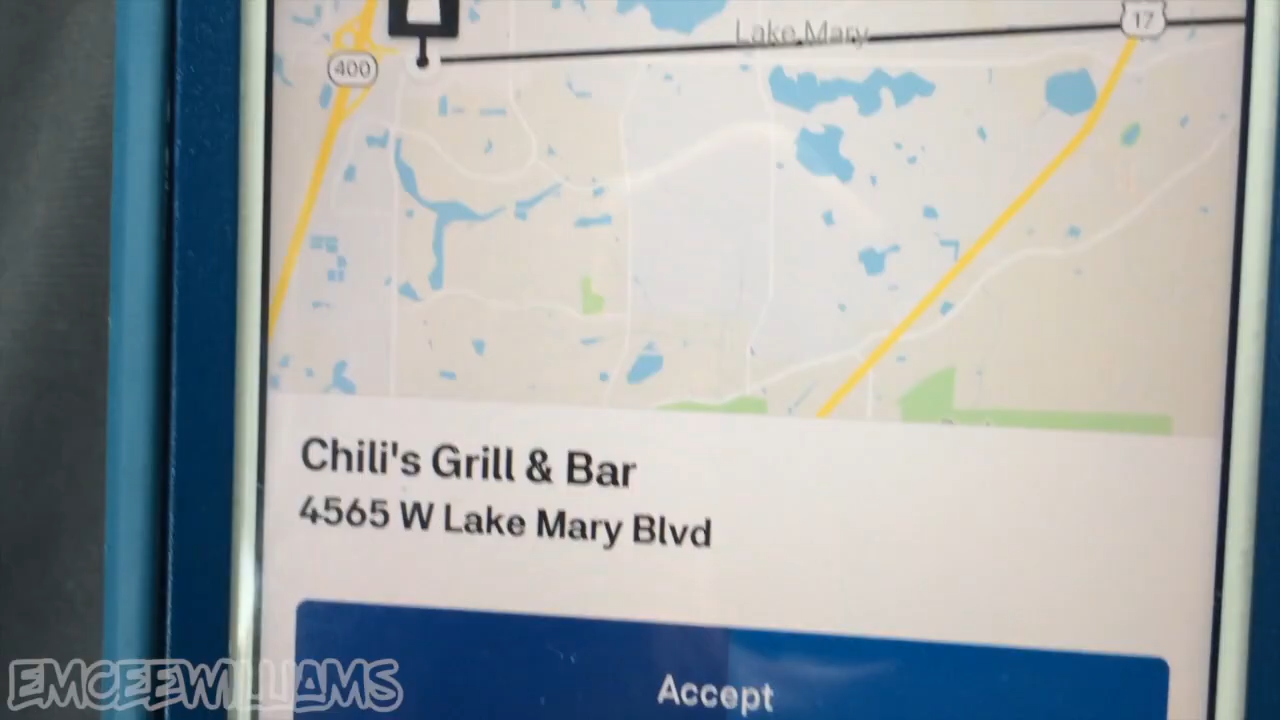 Lake Mary
17
400
Chili's Grill & Bar
4565 W Lake Mary Blvd
Accept
EMCEEWILLIAMS